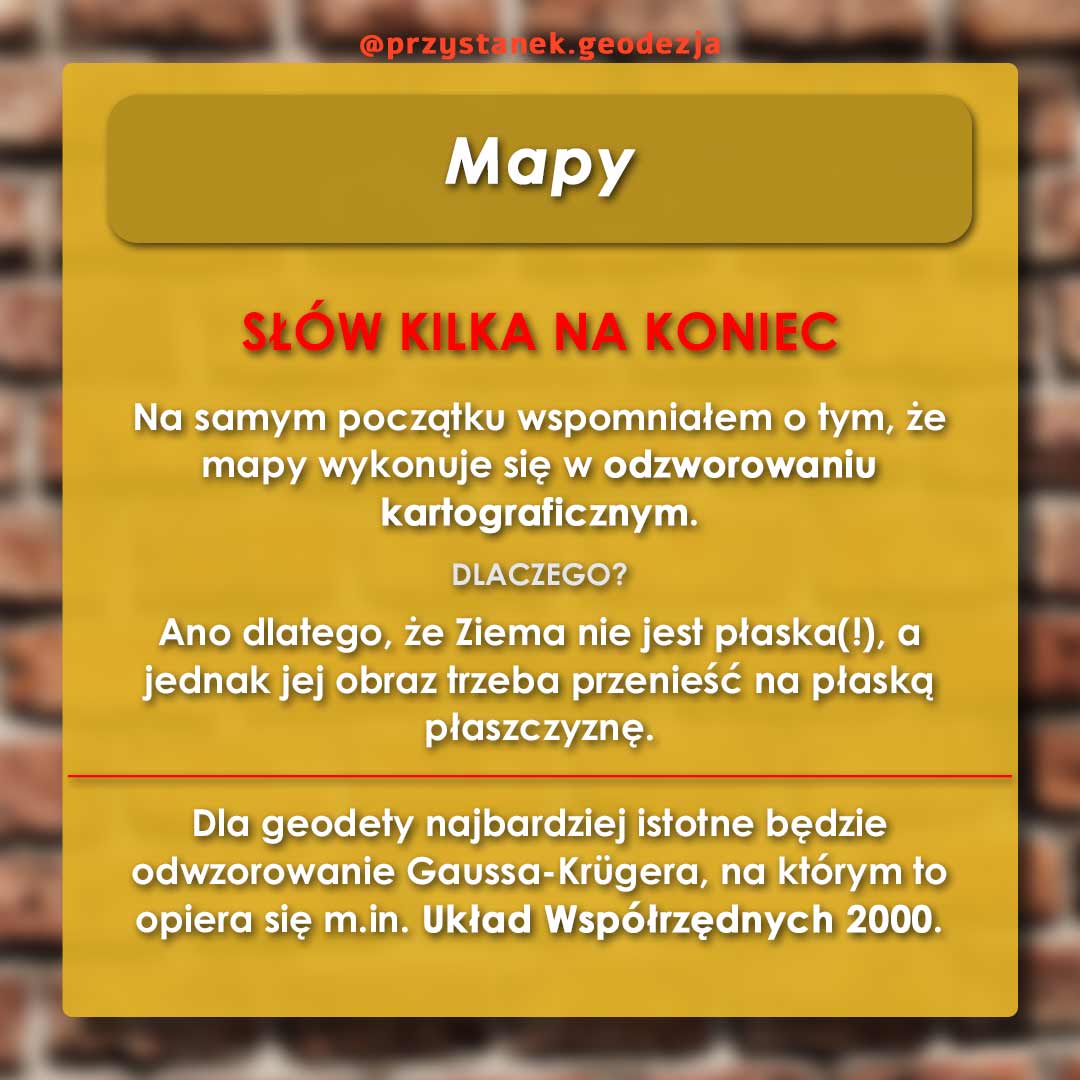 @przystanek.geodezja
Mapy
SŁÓW KILKA NA KONIEC
Na samym początku wspomniałem o tym, że
mapy wykonuje się w odzworowaniu
kartograficznym.
DLACZEGO?
Ano dlatego, że Ziema nie jest płaska(!), a
jednak jej obraz trzeba przenieść na płaską
płaszczyznę.
Dla geodety najbardziej istotne będzie
odwzorowanie Gaussa-Krügera, na którym to
opiera się m.in. Układ Współrzędnych 2000.